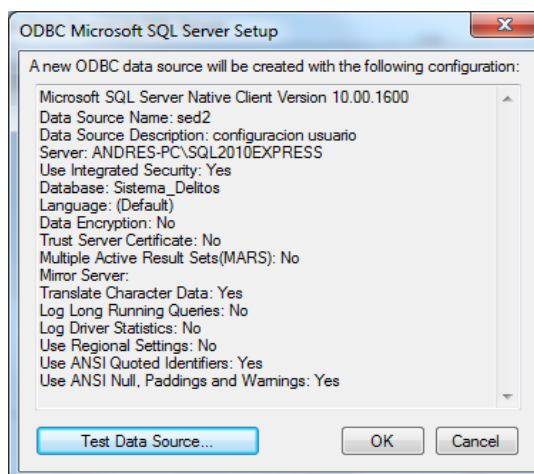 ODBC Microsoft SQL Server Setup
A new ODBC data source will be created with the following configuration:
Microsoft SQL Server Native Client Version 10.00.1600
Data Source Name: sed2
Data Source Description: configuracion usuario
Server: ANDRES-PC\SQL2010EXPRESS
Use Integrated Security: Yes
Database: Sistema_Delitos
Language: (Default)
Data Encryption: No
Trust Server Certificate: No
Multiple Active Result Sets(MARS): No
Mirror Server:
Translate Character Data: Yes
Log Long Running Queries: No
Log Driver Statistics: No
Use Regional Settings: No
Use ANSI Quoted Identifiers: Yes
Use ANSI Null, Paddings and Warnings: Yes
Test Data Source...
OK
Cancel